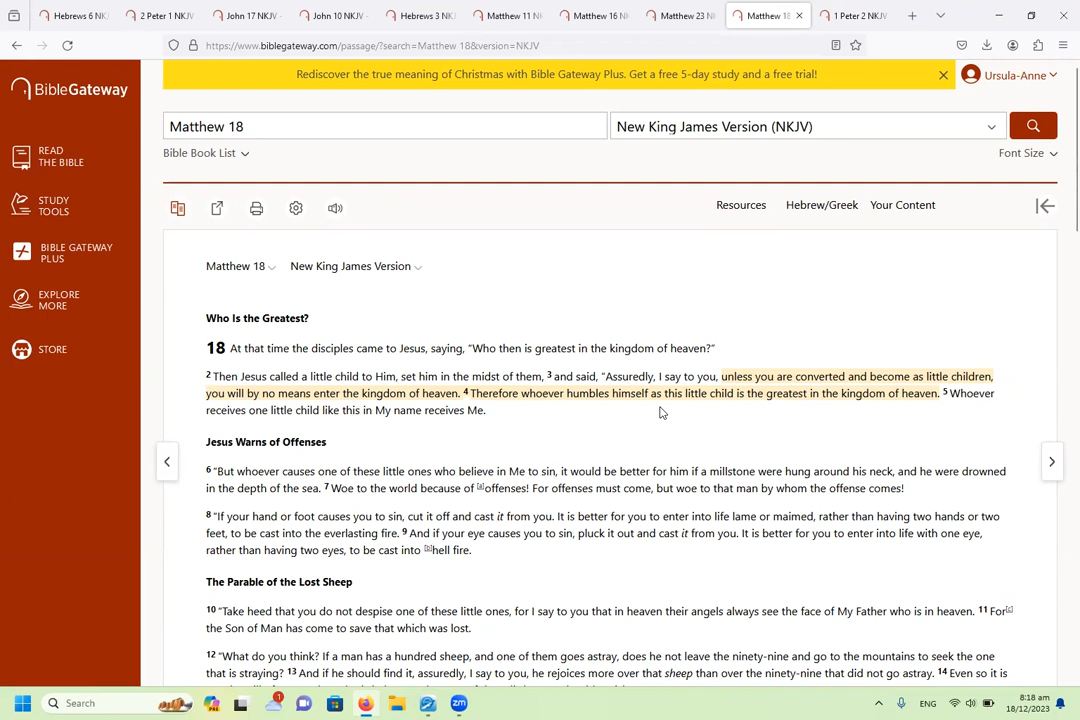 Hebrews 6 NKJV
2 Peter 1 NKJV
John 17 NKJV -
John 10 NKJV -
Hebrews 3 NKJV
Matthew 11 NK
Matthew 16 NK
Matthew 23 N
Matthew 18
1 Peter 2 NKJV
https://www.biblegateway.com/passage/?search=Matthew 18&version=NKJV
Rediscover the true meaning of Christmas with Bible Gateway Plus. Get a free 5-day study and a free trial!
Ursula-Anne
BibleGateway
Matthew 18
New King James Version (NKJV)
Bible Book List
Font Size
READ
THE BIBLE
STUDY
TOOLS
BIBLE GATEWAY
PLUS
EXPLORE
MORE
STORE
Resources
Hebrew/Greek
Your Content
Matthew 18
New King James Version
Who Is the Greatest?
18 At that time the disciples came to Jesus, saying, “Who then is greatest in the kingdom of heaven?”
2 Then Jesus called a little child to Him, set him in the midst of them, 3 and said, “Assuredly, I say to you, unless you are converted and become as little children,
you will by no means enter the kingdom of heaven. 4 Therefore whoever humbles himself as this little child is the greatest in the kingdom of heaven. 5 Whoever
receives one little child like this in My name receives Me.
Jesus Warns of Offenses
6 “But whoever causes one of these little ones who believe in Me to sin, it would be better for him if a millstone were hung around his neck, and he were drowned
in the depth of the sea. 7 Woe to the world because of [a]offenses! For offenses must come, but woe to that man by whom the offense comes!
8 “If your hand or foot causes you to sin, cut it off and cast it from you. It is better for you to enter into life lame or maimed, rather than having two hands or two
feet, to be cast into the everlasting fire. 9 And if your eye causes you to sin, pluck it out and cast it from you. It is better for you to enter into life with one eye,
rather than having two eyes, to be cast into [b]hell fire.
The Parable of the Lost Sheep
10 “Take heed that you do not despise one of these little ones, for I say to you that in heaven their angels always see the face of My Father who is in heaven. 11 For[c]
the Son of Man has come to save that which was lost.
12 “What do you think? If a man has a hundred sheep, and one of them goes astray, does he not leave the ninety-nine and go to the mountains to seek the one
that is straying? 13 And if he should find it, assuredly, I say to you, he rejoices more over that sheep than over the ninety-nine that did not go astray. 14 Even so it is
Search
1
ENG
8:18 am
18/12/2023